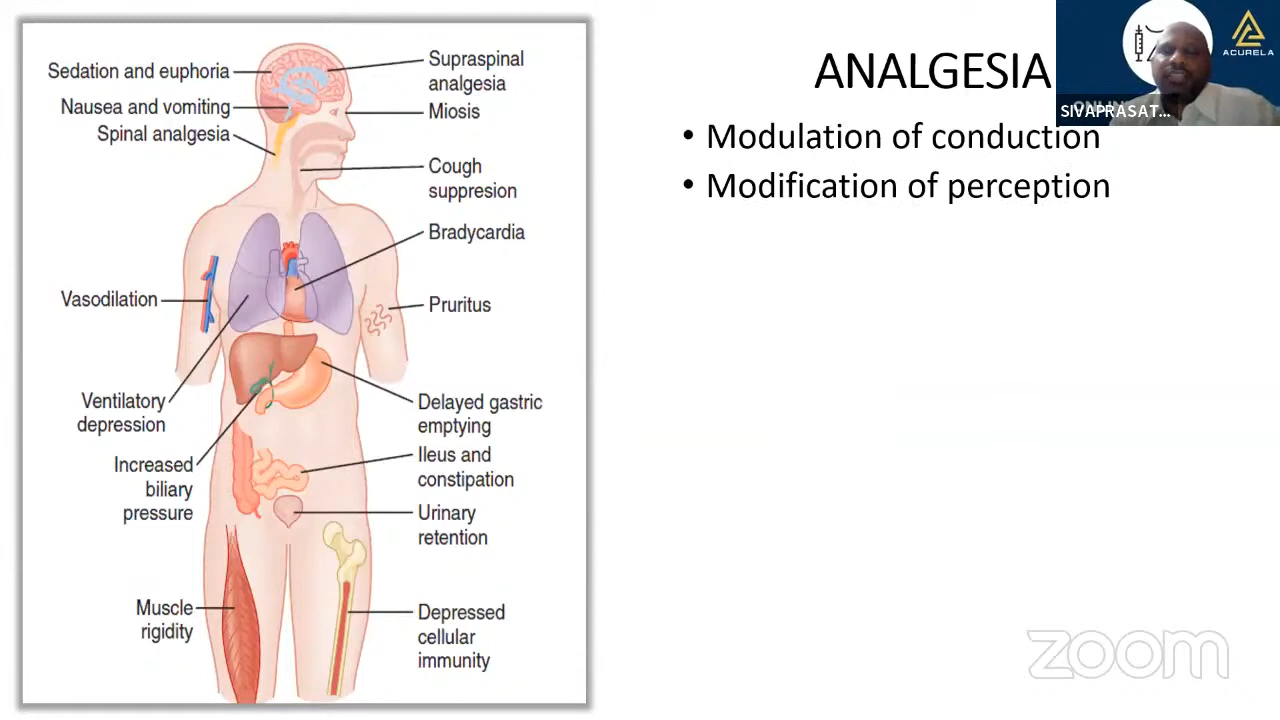 Sedation and euphoria
Nausea and vomiting
Spinal analgesia
Vasodilation
Ventilatory
depression
Increased
biliary
pressure
Muscle
rigidity
Supraspinal
analgesia
Miosis
Cough
suppresion
Bradycardia
Pruritus
Delayed gastric
emptying
Ileus and
constipation
Urinary
retention
Depressed
cellular
immunity
ANALGESIA
• Modulation of conduction
• Modification of perception
ACURELA
SIVAPRASAT...
zoom